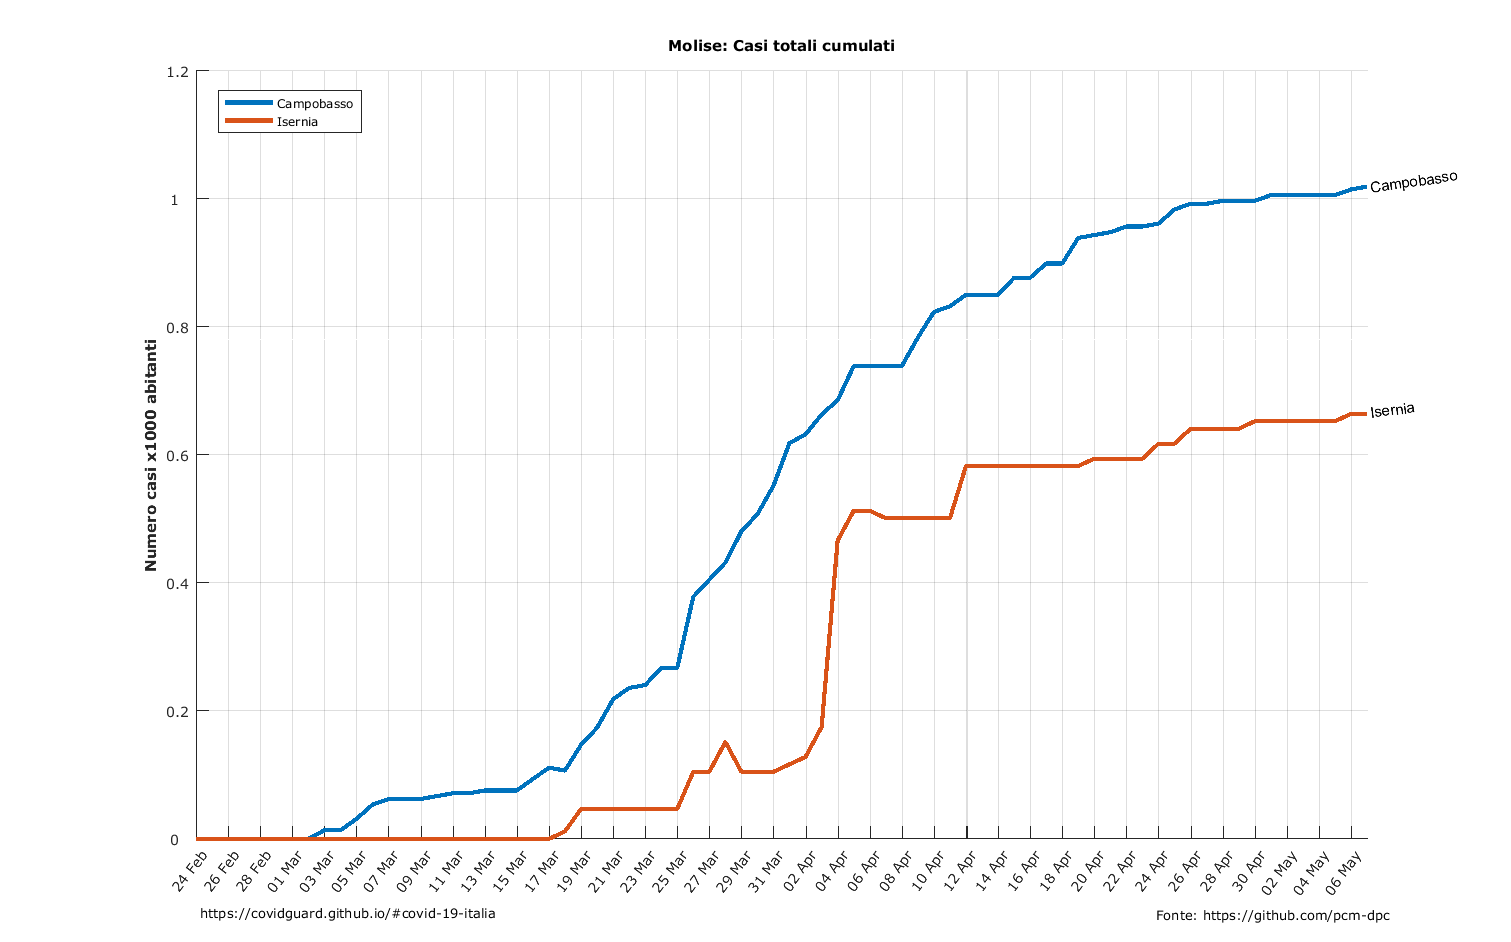 Molise: Casi totali cumulati
Campobasso
Isernia
Numero casi x1000 abitanti
1.2
1
0.8
0.6
0.4
0.2
0
Campobasso
Isernia
24 Feb
26 Feb
28 Feb
01 Mar
03 Mar
05 Mar
07 Mar
09 Mar
11 Mar
13 Mar
15 Mar
17 Mar
19 Mar
21 Mar
23 Mar
25 Mar
27 Mar
29 Mar
31 Mar
02 Apr
04 Apr
06 Apr
08 Apr
10 Apr
12 Apr
14 Apr
16 Apr
18 Apr
20 Apr
22 Apr
24 Apr
26 Apr
28 Apr
30 Apr
02 May
04 May
06 May
https://covidguard.github.io/#covid-19-italia
Fonte: https://github.com/pcm-dpc